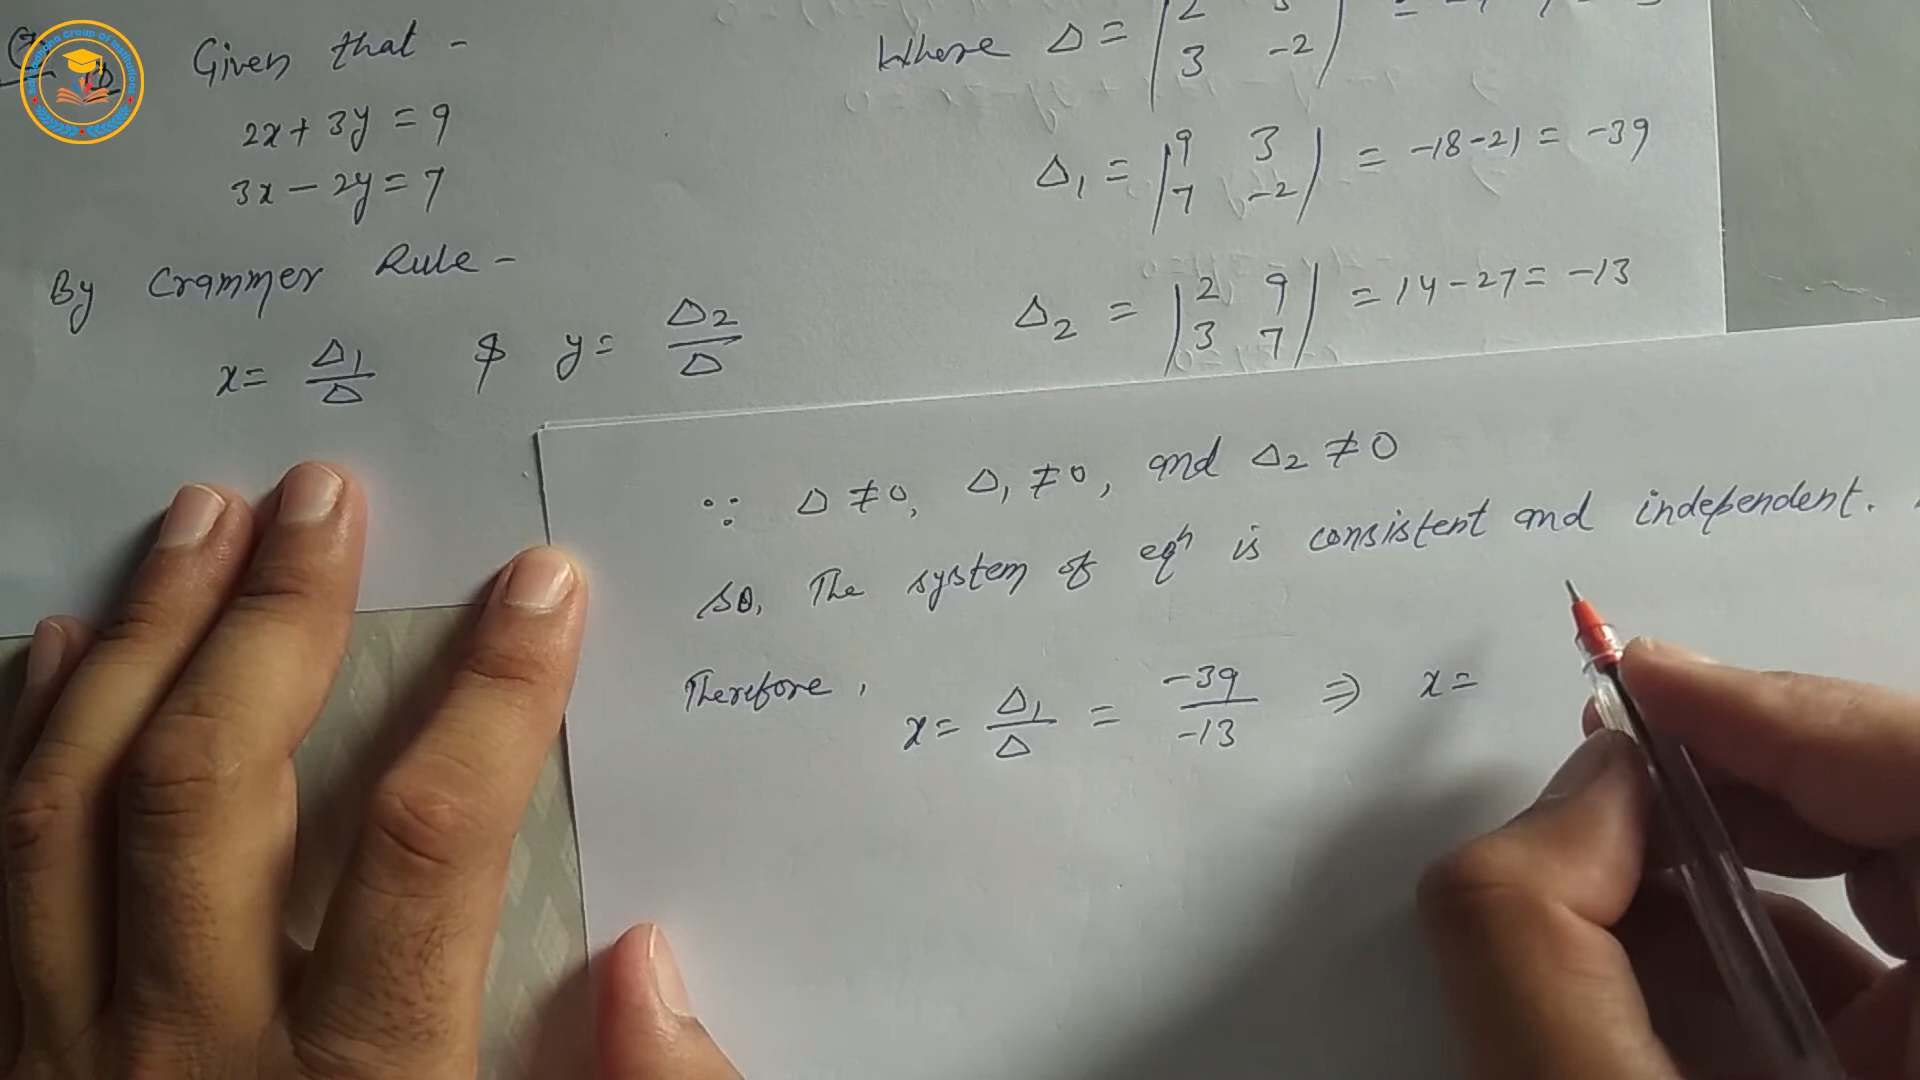 Given that -
2x + 3y = 9
3x - 2y = 7
By Crammer Rule -
x = Δ1/Δ $ y = Δ2/Δ
Where Δ = | 2 3 | 3 -2 |
Δ1 = | 9 3 | 7 -2 | = -18-21 = -39
Δ2 = | 2 9 | 3 7 | = 14-27 = -13
∵ Δ ≠ 0, Δ1 ≠ 0, and Δ2 ≠ 0
so, The system of eqn is consistent and independent.
Therefore, x = Δ1/Δ = -39/-13 ⇒ x =